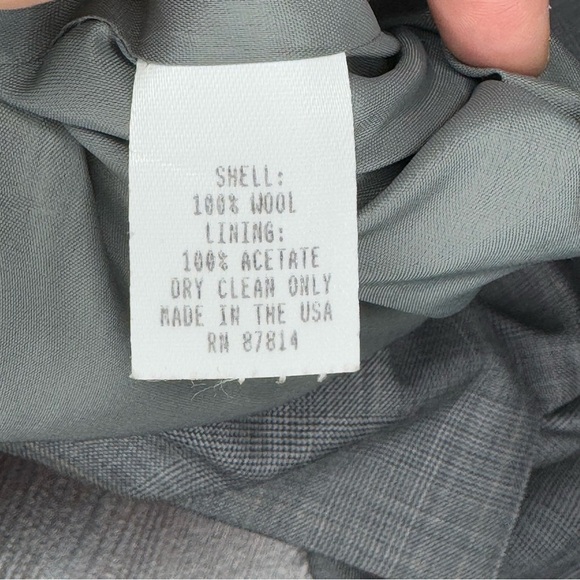 SHELL:
100% WOOL
LINING:
100% ACETATE
DRY CLEAN ONLY
MADE IN THE USA
RN 87814